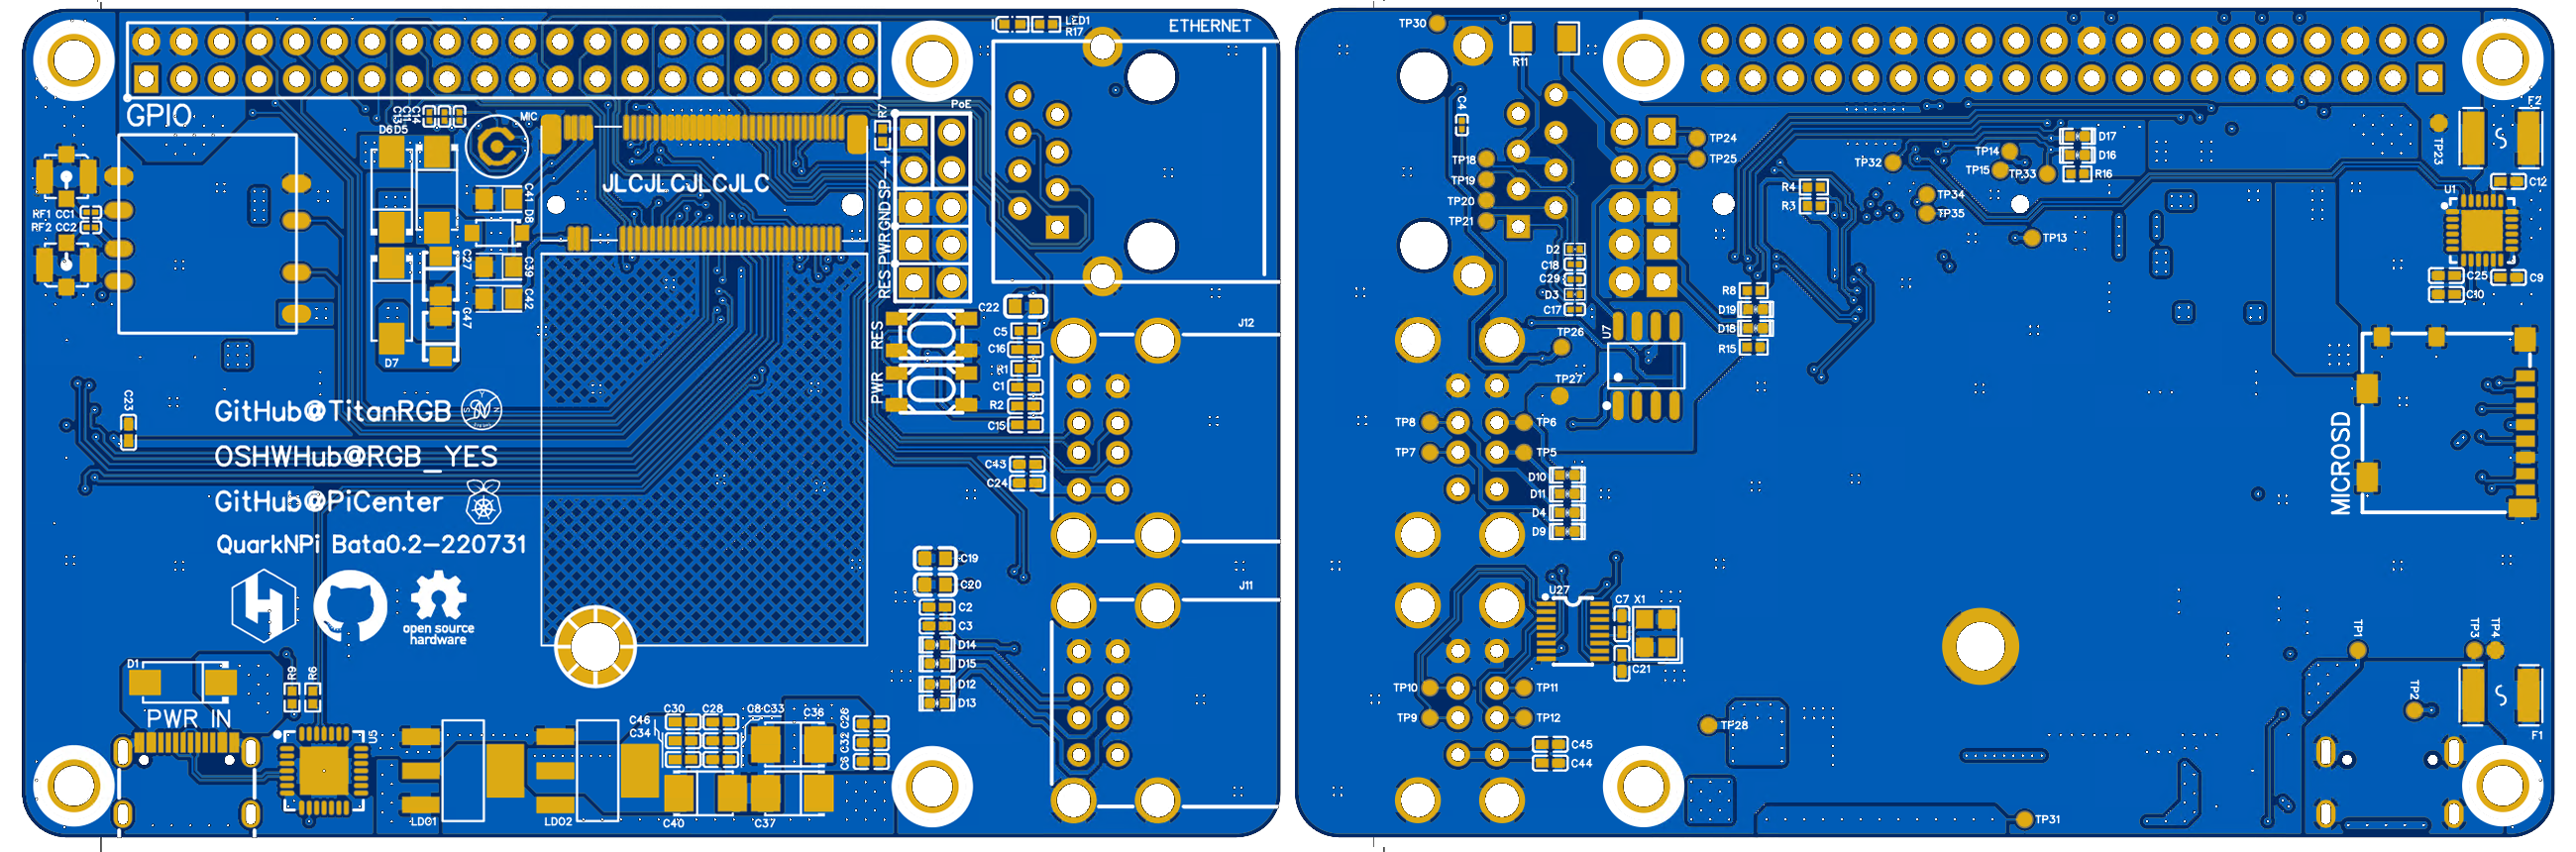 LED1
R17
ETHERNET
GPIO
C13
C11
C14
D6 D5
MIC
R7
PoE
JLCJLCJLCJLC
RES PWR GND SP-+
RF1 CC1
RF2 CC2
C41
D8
C27
C39
C42
C47
D7
C22
C5
C16
R1
C1
R2
C15
RES
PWR
J12
C23
GitHub@TitanRGB
OSHWHub@RGB_YES
C43
C24
GitHub@PiCenter
QuarkNPi Bata0.2-220731
open source
hardware
C19
C20
C2
C3
D14
D15
D12
D13
J11
D1
R9
R6
PWR IN
U5
LDO1
LDO2
C46
C34
C30
C28
C8
C33
C36
C26
C32
C6
C40
C37
TP30
R11
C4
TP18
TP19
TP20
TP21
TP24
TP25
TP32
TP14
TP15
TP33
D17
D16
R16
F2
TP23
C12
U1
R4
R3
TP34
TP35
TP13
D2
C18
C29
D3
C17
R8
D19
D18
R15
C25
C10
C9
TP26
U7
TP27
TP8
TP7
TP6
TP5
D10
D11
D4
D9
MICROSD
U27
C7
X1
C21
TP10
TP9
TP11
TP12
C45
C44
TP28
TP1
TP3
TP4
TP2
F1
TP31